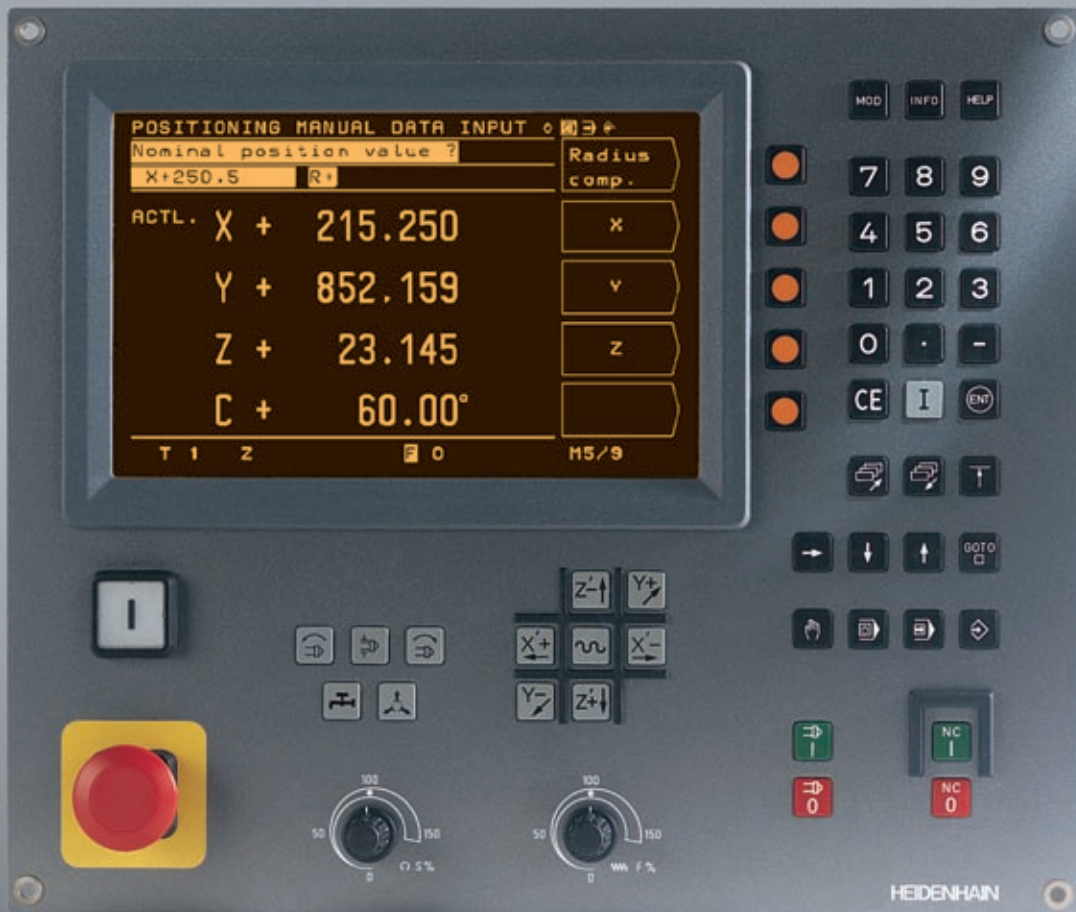 POSITIONING MANUAL DATA INPUT
Nominal position value ?
X+250.5 R+
Radius
comp.
ACTL. X + 215.250
X
Y + 852.159
Y
Z + 23.145
Z
C + 60.00°
T 1 Z F 0 M5/9
MOD INFO HELP
7 8 9
4 5 6
1 2 3
0 . -
CE I ENT
GOTO
I
Z'- Y+
X'+ X'-
Y- Z'+
I
NC
I
0
NC
0
100
50 150
0 S%
100
50 150
0 F%
HEIDENHAIN